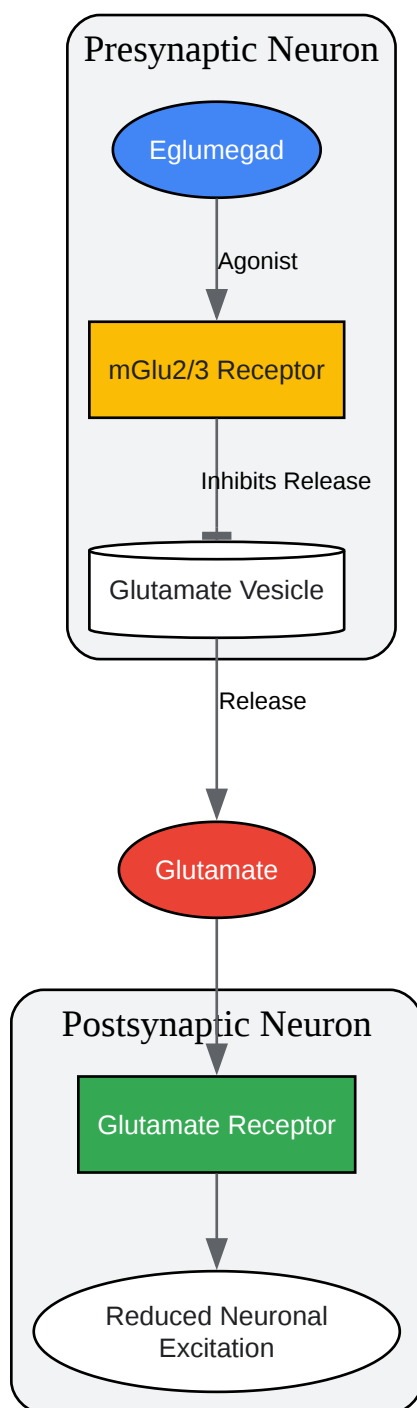 Presynaptic Neuron
Eglumegad
Agonist
mGlu2/3 Receptor
Inhibits Release
Glutamate Vesicle
Release
Glutamate
Postsynaptic Neuron
Glutamate Receptor
Reduced Neuronal
Excitation